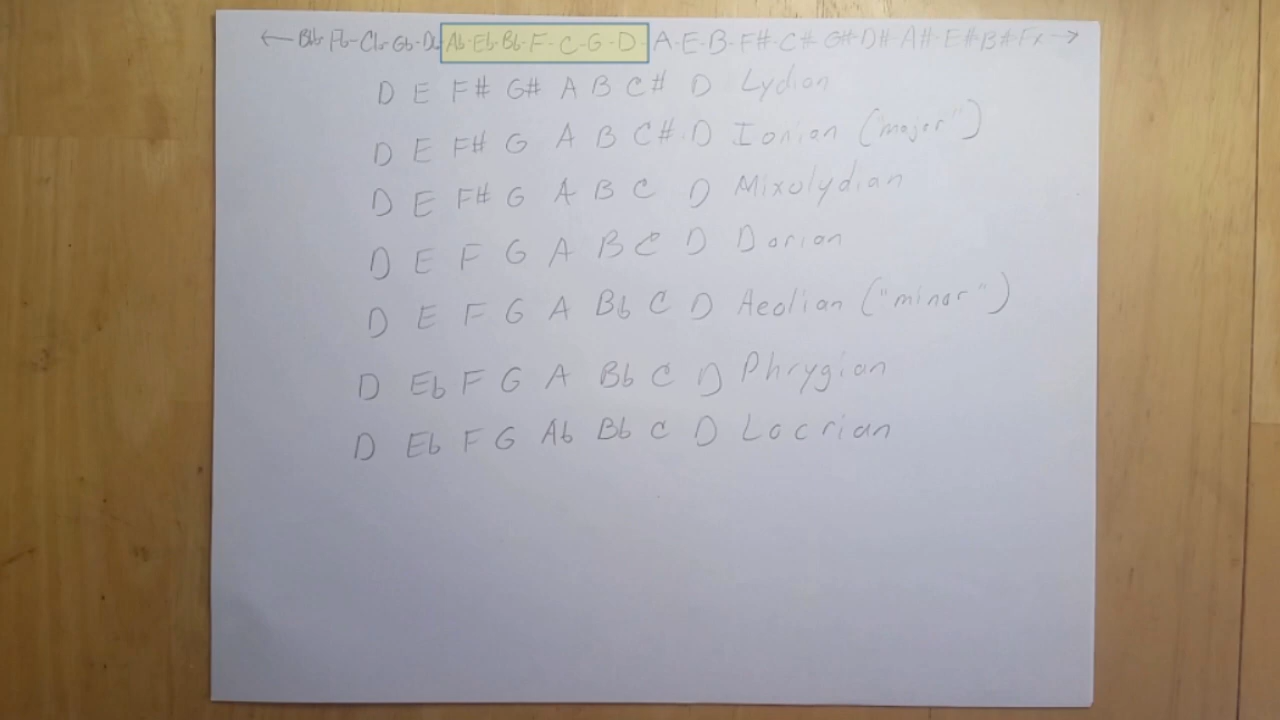 ← Bbb-Fb-Cb-Gb-Db-Ab-Eb-Bb-F-C-G-D-A-E-B-F#-C#-G#-D#-A#-E#-B#-Fx →
D E F# G# A B C# D Lydian
D E F# G A B C# D Ionian ("major")
D E F# G A B C D Mixolydian
D E F G A B C D Dorian
D E F G A Bb C D Aeolian ("minor")
D Eb F G A Bb C D Phrygian
D Eb F G Ab Bb C D Locrian